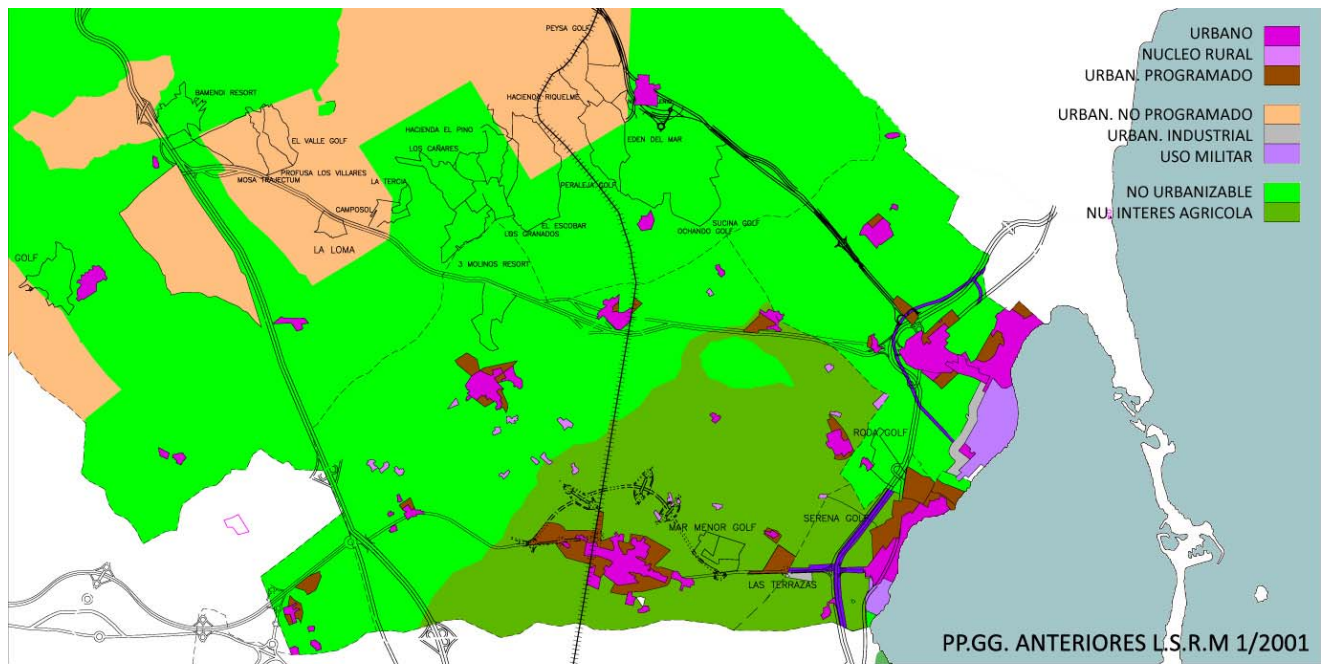 PEYSA GOLF
URBANO
NUCLEO RURAL
URBAN. PROGRAMADO
BAMENDI RESORT
HACIENDA RIQUELME
URBAN. NO PROGRAMADO
URBAN. INDUSTRIAL
USO MILITAR
HACIENDA EL PINO
EL VALLE GOLF
EDEN DEL MAR
LOS CAÑARES
PROFUSA LOS VILLARES
MOSA TRAJECTUM
LA TERCIA
PERALEJA GOLF
NO URBANIZABLE
NU. INTERES AGRICOLA
CAMPOSOL
EL ESCOBAR
SUCINA GOLF
LOS GRANADOS
OCHANDO GOLF
LA LOMA
GOLF
3 MOLINOS RESORT
RODA GOLF
SERENA GOLF
MAR MENOR GOLF
LAS TERRAZAS
PP.GG. ANTERIORES L.S.R.M 1/2001